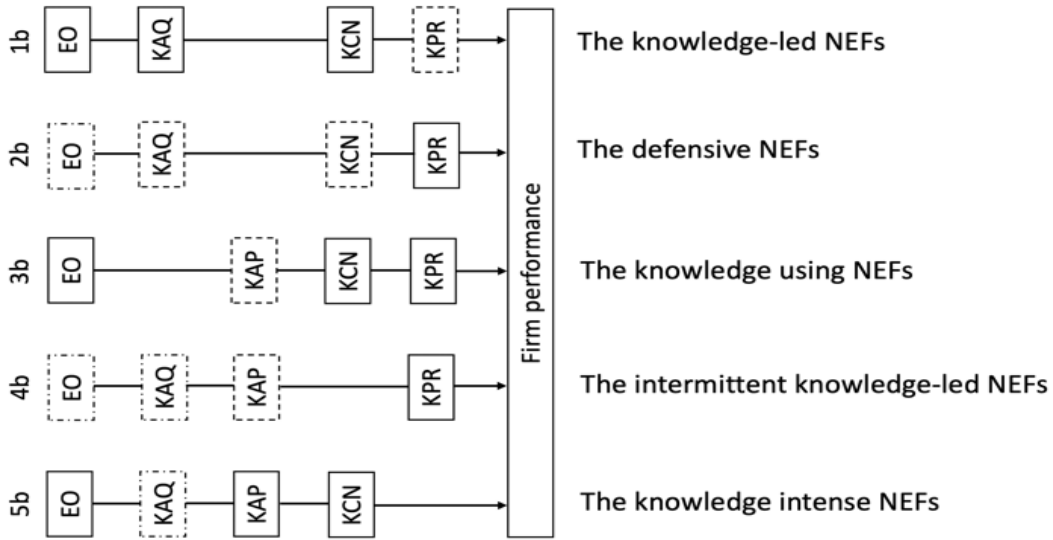 1b EO KAQ KCN KPR The knowledge-led NEFs
2b EO KAQ KCN KPR The defensive NEFs
3b EO KAP KCN KPR The knowledge using NEFs
4b EO KAQ KAP KPR The intermittent knowledge-led NEFs
5b EO KAQ KAP KCN The knowledge intense NEFs
Firm performance